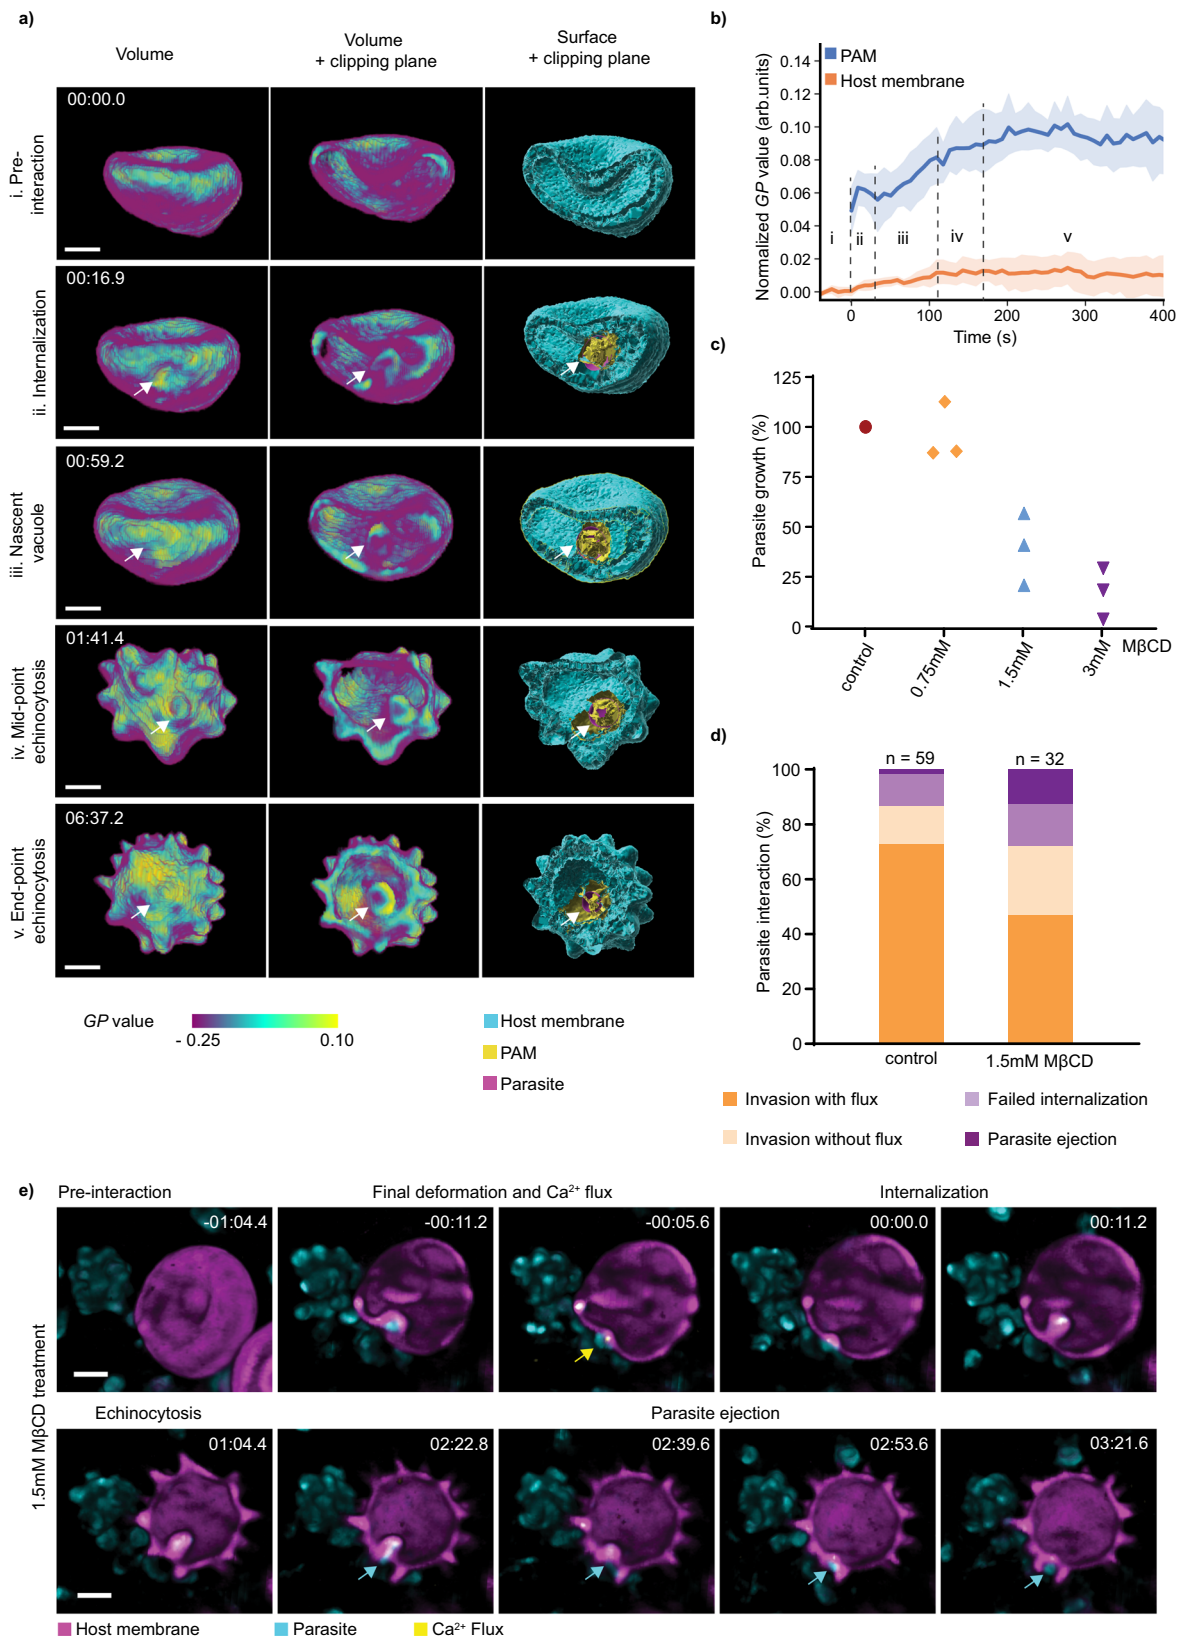 a)
Volume
Volume
+ clipping plane
Surface
+ clipping plane
i. Pre-
interaction
00:00.0
ii. Internalization
00:16.9
iii. Nascent
vacuole
00:59.2
iv. Mid-point
echinocytosis
01:41.4
v. End-point
echinocytosis
06:37.2
GP value
- 0.25
0.10
Host membrane
PAM
Parasite
b)
Normalized GP value (arb.units)
0.14
0.12
0.10
0.08
0.06
0.04
0.02
0.00
PAM
Host membrane
i
ii
iii
iv
v
0
100
200
300
400
Time (s)
c)
Parasite growth (%)
125
100
75
50
25
0
control
0.75mM
1.5mM
3mM
MβCD
d)
Parasite interaction (%)
100
80
60
40
20
0
n = 59
n = 32
control
1.5mM MβCD
Invasion with flux
Failed internalization
Invasion without flux
Parasite ejection
e)
Pre-interaction
Final deformation and Ca²⁺ flux
Internalization
1.5mM MβCD treatment
-01:04.4
-00:11.2
-00:05.6
00:00.0
00:11.2
Echinocytosis
Parasite ejection
01:04.4
02:22.8
02:39.6
02:53.6
03:21.6
Host membrane
Parasite
Ca²⁺ Flux